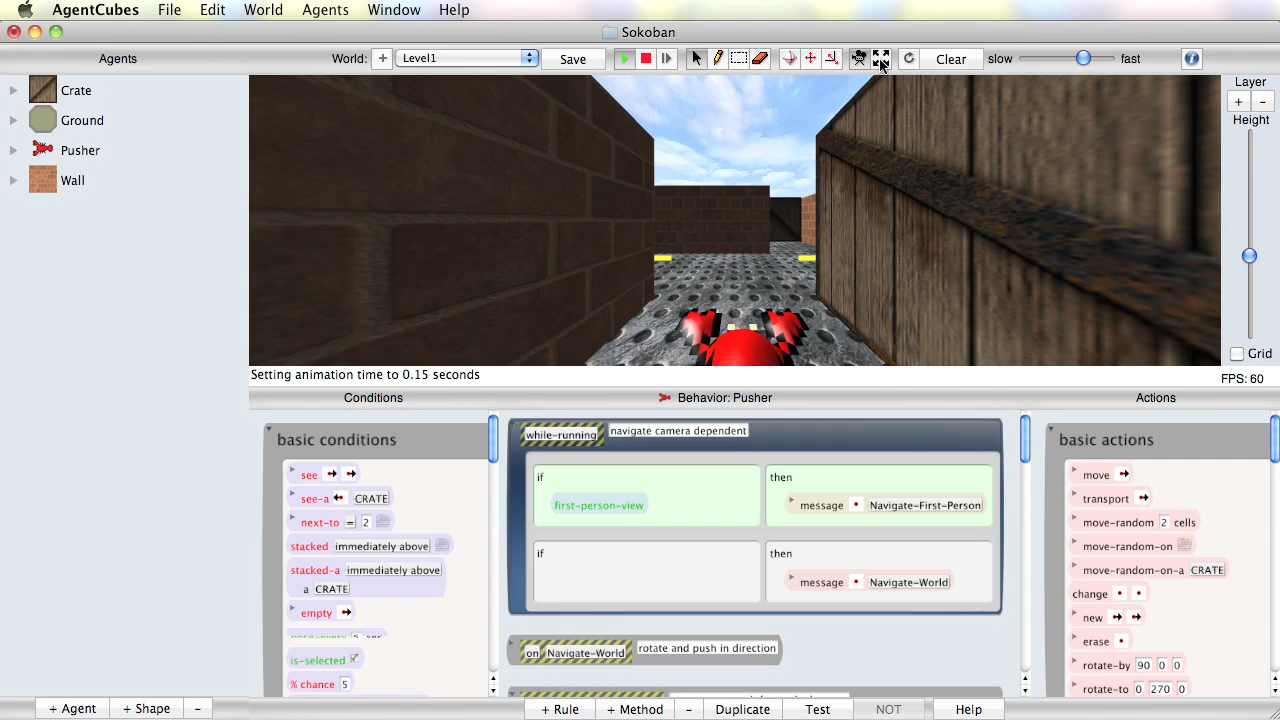 AgentCubes File Edit World Agents Window Help
Sokoban
Agents World: + Level1 Save Clear slow fast
Crate
Ground
Pusher
Wall
Layer
+ -
Height
Grid
Setting animation time to 0.15 seconds
FPS: 60
Conditions Behavior: Pusher Actions
basic conditions
see
see-a CRATE
next-to = 2
stacked immediately above
stacked-a immediately above
a CRATE
empty
is-selected
% chance 5
while-running navigate camera dependent
if then
first-person-view message Navigate-First-Person
if then
message Navigate-World
on Navigate-World rotate and push in direction
basic actions
move
transport
move-random 2 cells
move-random-on
move-random-on-a CRATE
change
new
erase
rotate-by 90 0 0
rotate-to 0 270 0
+ Agent + Shape - + Rule + Method - Duplicate Test NOT Help